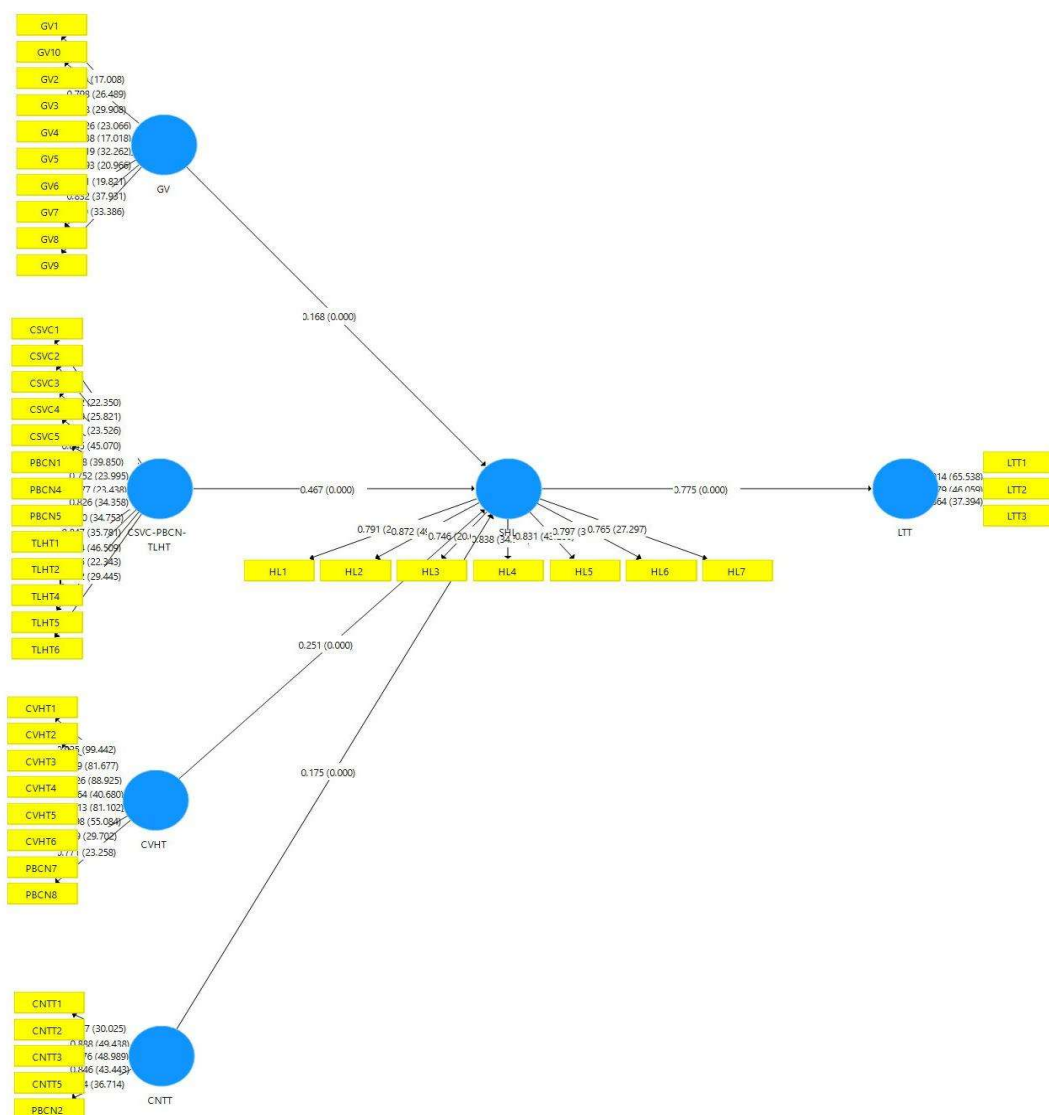 GV1
GV10
GV2
GV3
GV4
GV5
GV6
GV7
GV8
GV9
(17.008)
0.798 (26.489)
(29.908)
(23.066)
(17.018)
(32.262)
(20.966)
(19.821)
0.832 (37.931)
(33.386)
GV
0.168 (0.000)
CSVC1
CSVC2
CSVC3
CSVC4
CSVC5
PBCN1
PBCN4
PBCN5
TLHT1
TLHT2
TLHT4
TLHT5
TLHT6
(22.350)
(25.821)
(23.526)
(45.070)
(39.850)
0.752 (23.995)
(23.438)
0.826 (34.358)
(34.753)
(35.781)
(46.509)
(22.343)
(29.445)
CSVC-PBCN-
TLHT
0.467 (0.000)
SHL
0.775 (0.000)
LTT
(65.538)
(46.059)
(37.394)
LTT1
LTT2
LTT3
0.791
0.872
0.746
0.838
0.831
0.797
0.765 (27.297)
HL1
HL2
HL3
HL4
HL5
HL6
HL7
0.251 (0.000)
CVHT1
CVHT2
CVHT3
CVHT4
CVHT5
CVHT6
PBCN7
PBCN8
(99.442)
(81.677)
(88.925)
(40.680)
(81.102)
(55.084)
(29.702)
0.771 (23.258)
CVHT
0.175 (0.000)
CNTT1
CNTT2
CNTT3
CNTT5
PBCN2
(30.025)
0.888 (49.438)
(48.989)
0.846 (43.443)
(36.714)
CNTT